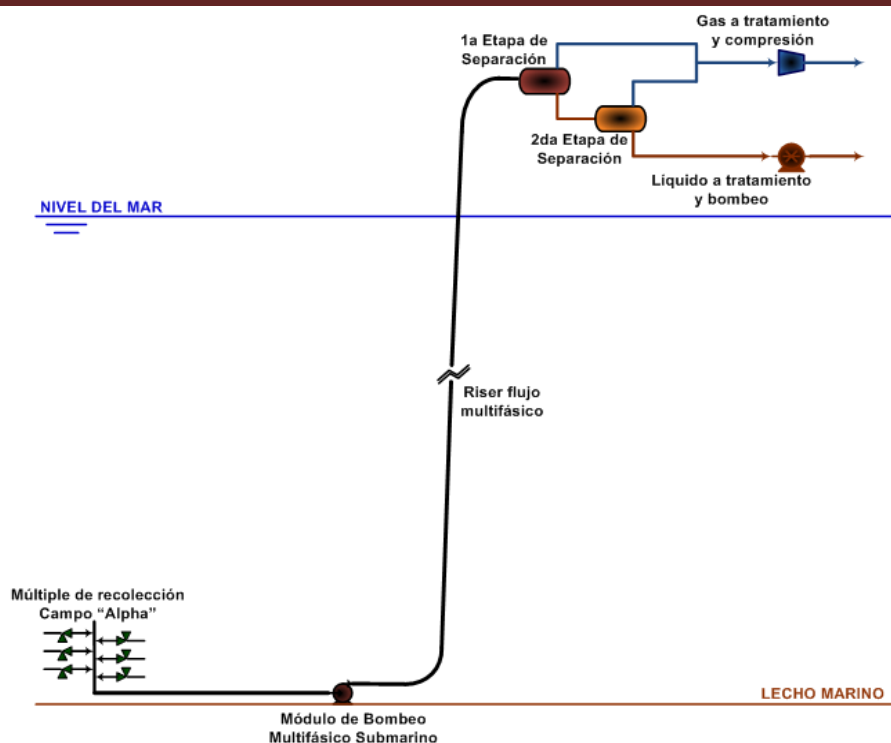 1a Etapa de
Separación
Gas a tratamiento
y compresión
2da Etapa de
Separación
Líquido a tratamiento
y bombeo
NIVEL DEL MAR
Riser flujo
multifásico
Múltiple de recolección
Campo “Alpha”
LECHO MARINO
Módulo de Bombeo
Multifásico Submarino